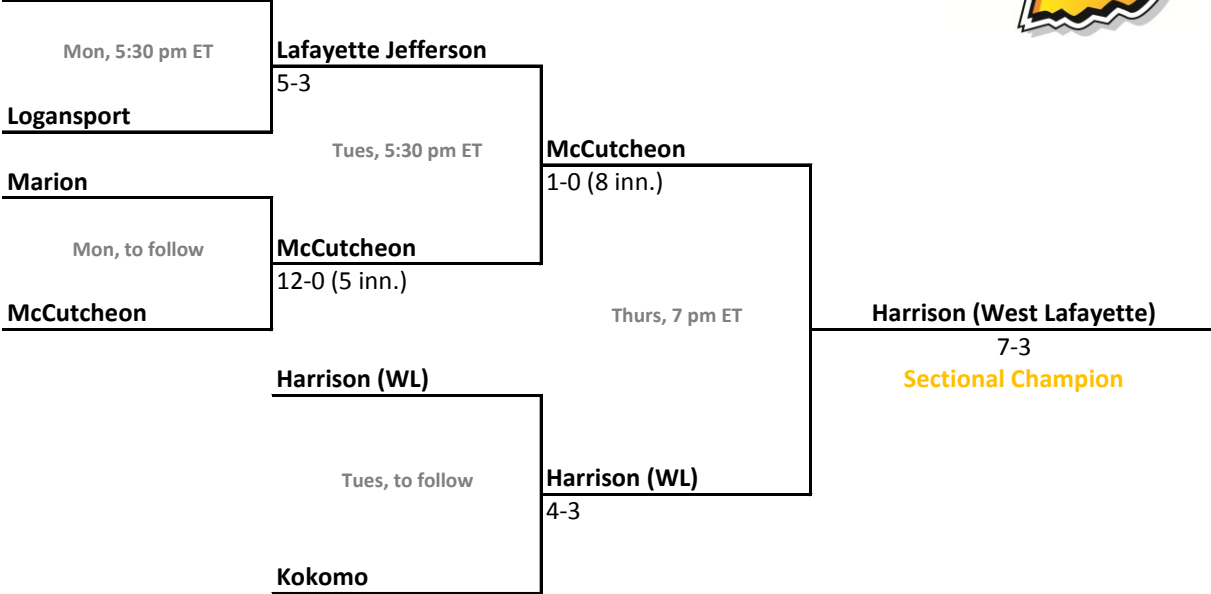 Mon, 5:30 pm ET
Lafayette Jefferson
5-3
Logansport
Tues, 5:30 pm ET
McCutcheon
1-0 (8 inn.)
Marion
Mon, to follow
McCutcheon
12-0 (5 inn.)
McCutcheon
Thurs, 7 pm ET
Harrison (West Lafayette)
7-3
Sectional Champion
Harrison (WL)
Tues, to follow
Harrison (WL)
4-3
Kokomo